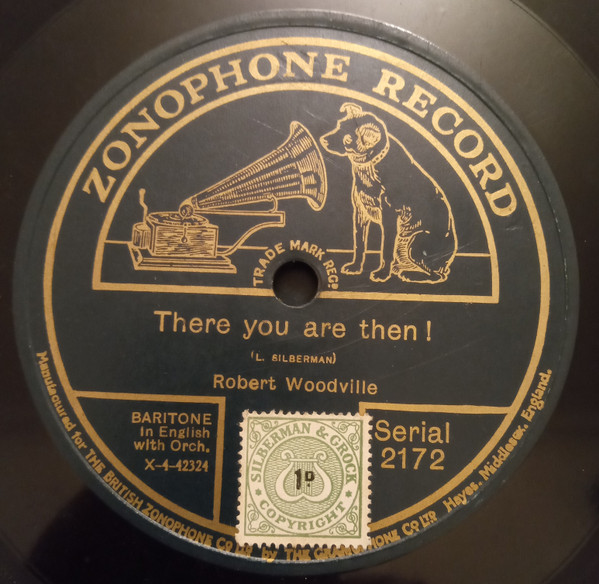 ZONOPHONE RECORD
TRADE MARK REGD
There you are then!
(L. SILBERMAN)
Robert Woodville
BARITONE
in English
with Orch.
X-4-42324
SILBERMAN & GROCK
1D
COPYRIGHT
Serial
2172
Manufactured for THE BRITISH ZONOPHONE CO LTD by THE GRAMOPHONE CO LTD Hayes, Middlesex, England.